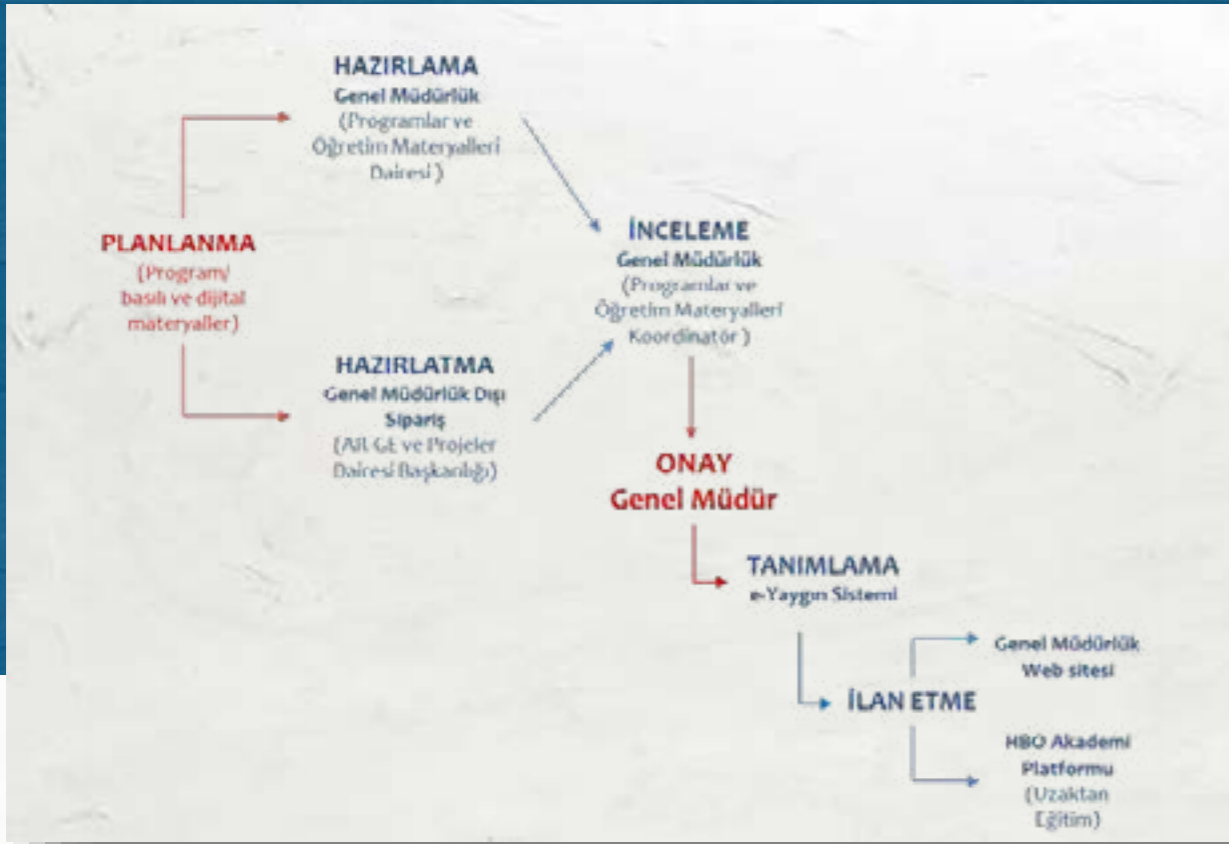 HAZIRLAMA
Genel Müdürlük
(Programlar ve
Öğretim Materyalleri
Dairesi )
PLANLANMA
(Program/
basılı ve dijital
materyaller)
HAZIRLATMA
Genel Müdürlük Dışı
Sipariş
(AR-GE ve Projeler
Dairesi Başkanlığı)
İNCELEME
Genel Müdürlük
(Programlar ve
Öğretim Materyalleri
Koordinatör )
ONAY
Genel Müdür
TANIMLAMA
e-Yaygın Sistemi
İLAN ETME
Genel Müdürlük
Web sitesi
HBO Akademi
Platformu
(Uzaktan
Eğitim)